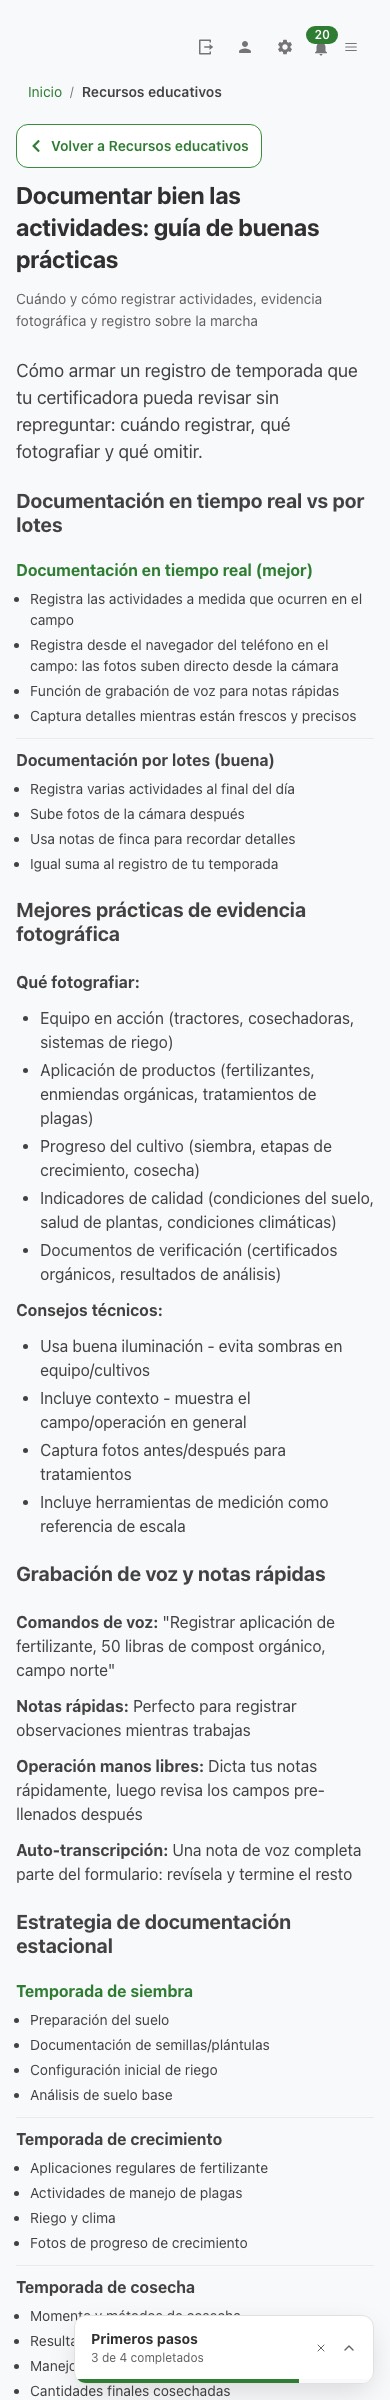 20
Inicio / Recursos educativos
Volver a Recursos educativos
Documentar bien las
actividades: guía de buenas
prácticas
Cuándo y cómo registrar actividades, evidencia
fotográfica y registro sobre la marcha
Cómo armar un registro de temporada que
tu certificadora pueda revisar sin
repreguntar: cuándo registrar, qué
fotografiar y qué omitir.
Documentación en tiempo real vs por
lotes
Documentación en tiempo real (mejor)
• Registra las actividades a medida que ocurren en el
campo
• Registra desde el navegador del teléfono en el
campo: las fotos suben directo desde la cámara
• Función de grabación de voz para notas rápidas
• Captura detalles mientras están frescos y precisos
Documentación por lotes (buena)
• Registra varias actividades al final del día
• Sube fotos de la cámara después
• Usa notas de finca para recordar detalles
• Igual suma al registro de tu temporada
Mejores prácticas de evidencia
fotográfica
Qué fotografiar:
• Equipo en acción (tractores, cosechadoras,
sistemas de riego)
• Aplicación de productos (fertilizantes,
enmiendas orgánicas, tratamientos de
plagas)
• Progreso del cultivo (siembra, etapas de
crecimiento, cosecha)
• Indicadores de calidad (condiciones del suelo,
salud de plantas, condiciones climáticas)
• Documentos de verificación (certificados
orgánicos, resultados de análisis)
Consejos técnicos:
• Usa buena iluminación - evita sombras en
equipo/cultivos
• Incluye contexto - muestra el
campo/operación en general
• Captura fotos antes/después para
tratamientos
• Incluye herramientas de medición como
referencia de escala
Grabación de voz y notas rápidas
Comandos de voz: "Registrar aplicación de
fertilizante, 50 libras de compost orgánico,
campo norte"
Notas rápidas: Perfecto para registrar
observaciones mientras trabajas
Operación manos libres: Dicta tus notas
rápidamente, luego revisa los campos pre-
llenados después
Auto-transcripción: Una nota de voz completa
parte del formulario: revísela y termine el resto
Estrategia de documentación
estacional
Temporada de siembra
• Preparación del suelo
• Documentación de semillas/plántulas
• Configuración inicial de riego
• Análisis de suelo base
Temporada de crecimiento
• Aplicaciones regulares de fertilizante
• Actividades de manejo de plagas
• Riego y clima
• Fotos de progreso de crecimiento
Temporada de cosecha
Primeros pasos
3 de 4 completados
• Cantidades finales cosechadas